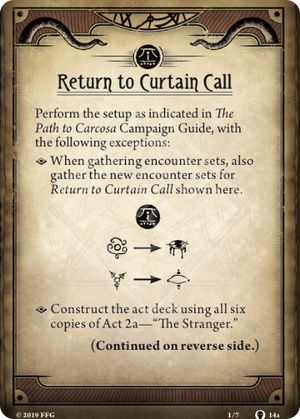 Return to Curtain Call
Perform the setup as indicated in The
Path to Carcosa Campaign Guide, with
the following exceptions:
When gathering encounter sets, also
gather the new encounter sets for
Return to Curtain Call shown here.
Construct the act deck using all six
copies of Act 2a—“The Stranger.”
(Continued on reverse side.)
© 2019 FFG
1/7
14a